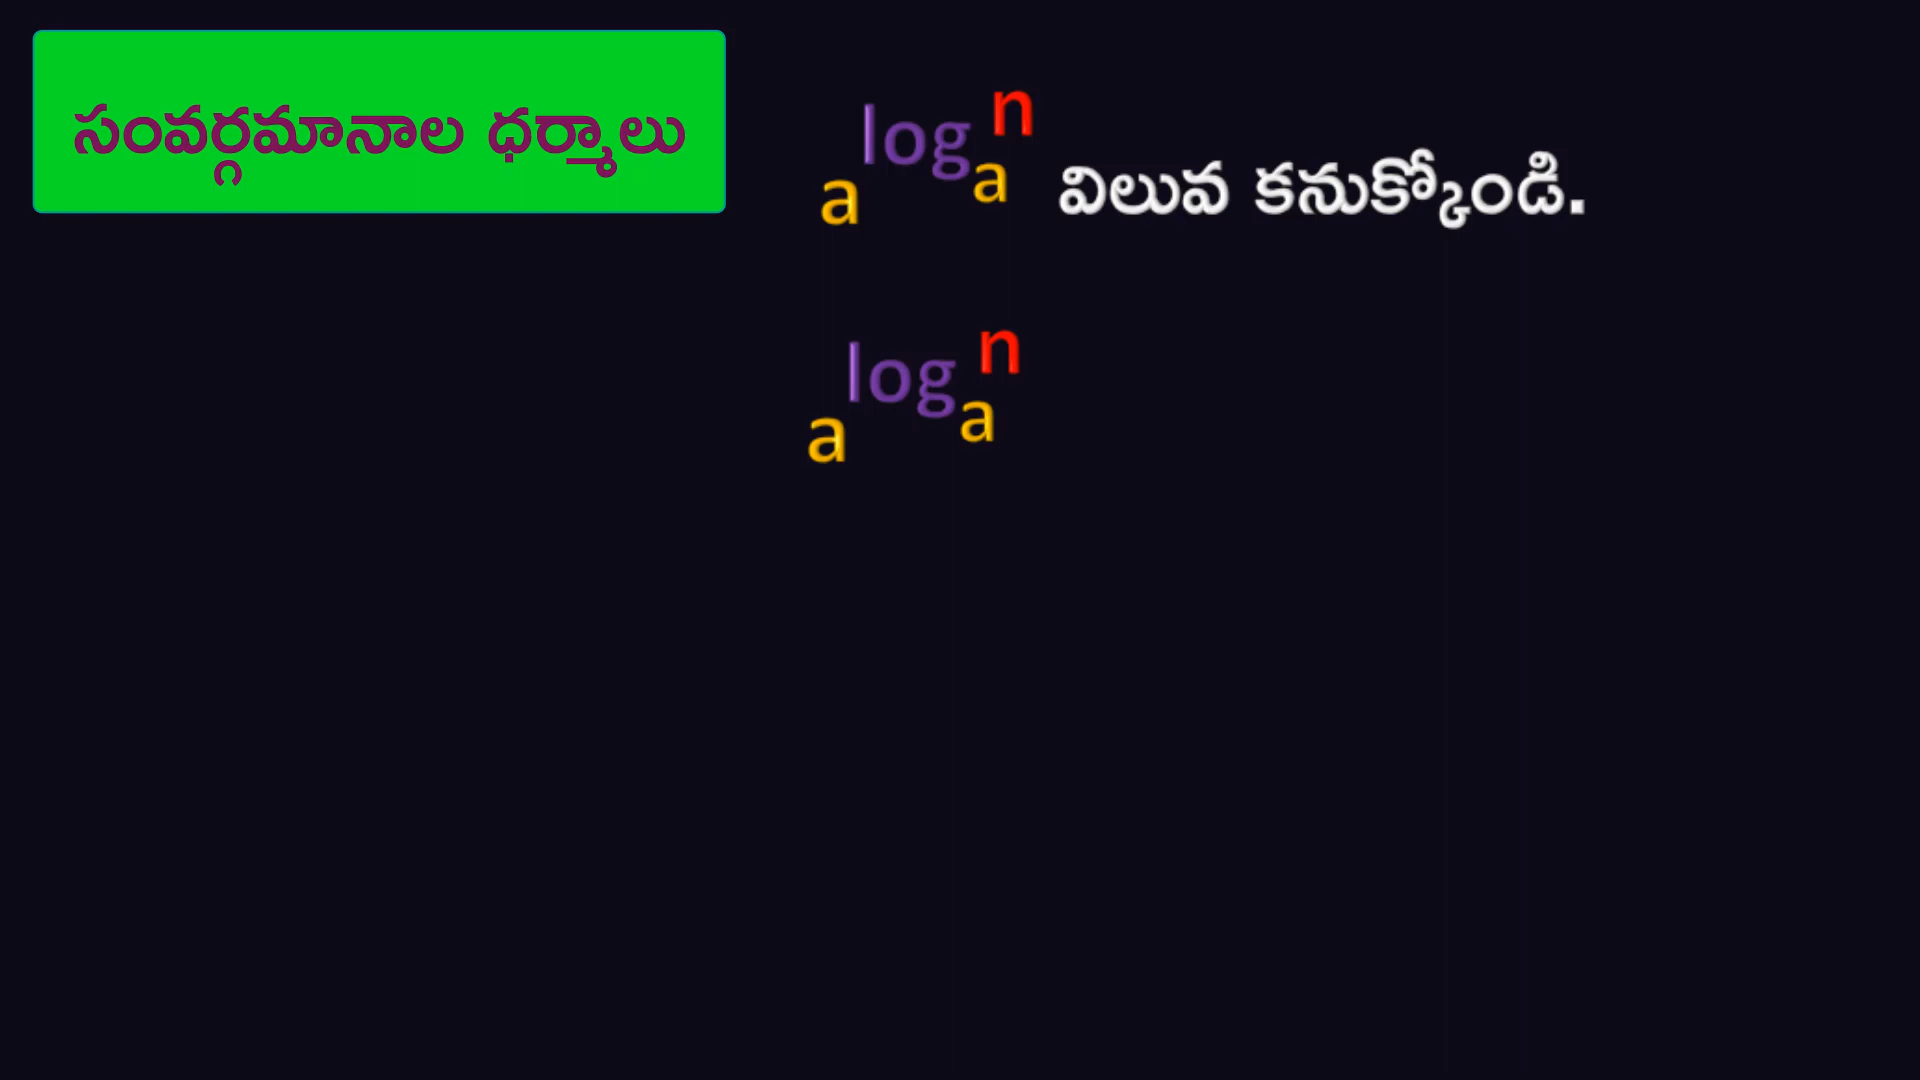 సంవర్గమానాల ధర్మాలు
a^{log_a n} విలువ కనుక్కోండి.
a^{log_a n}